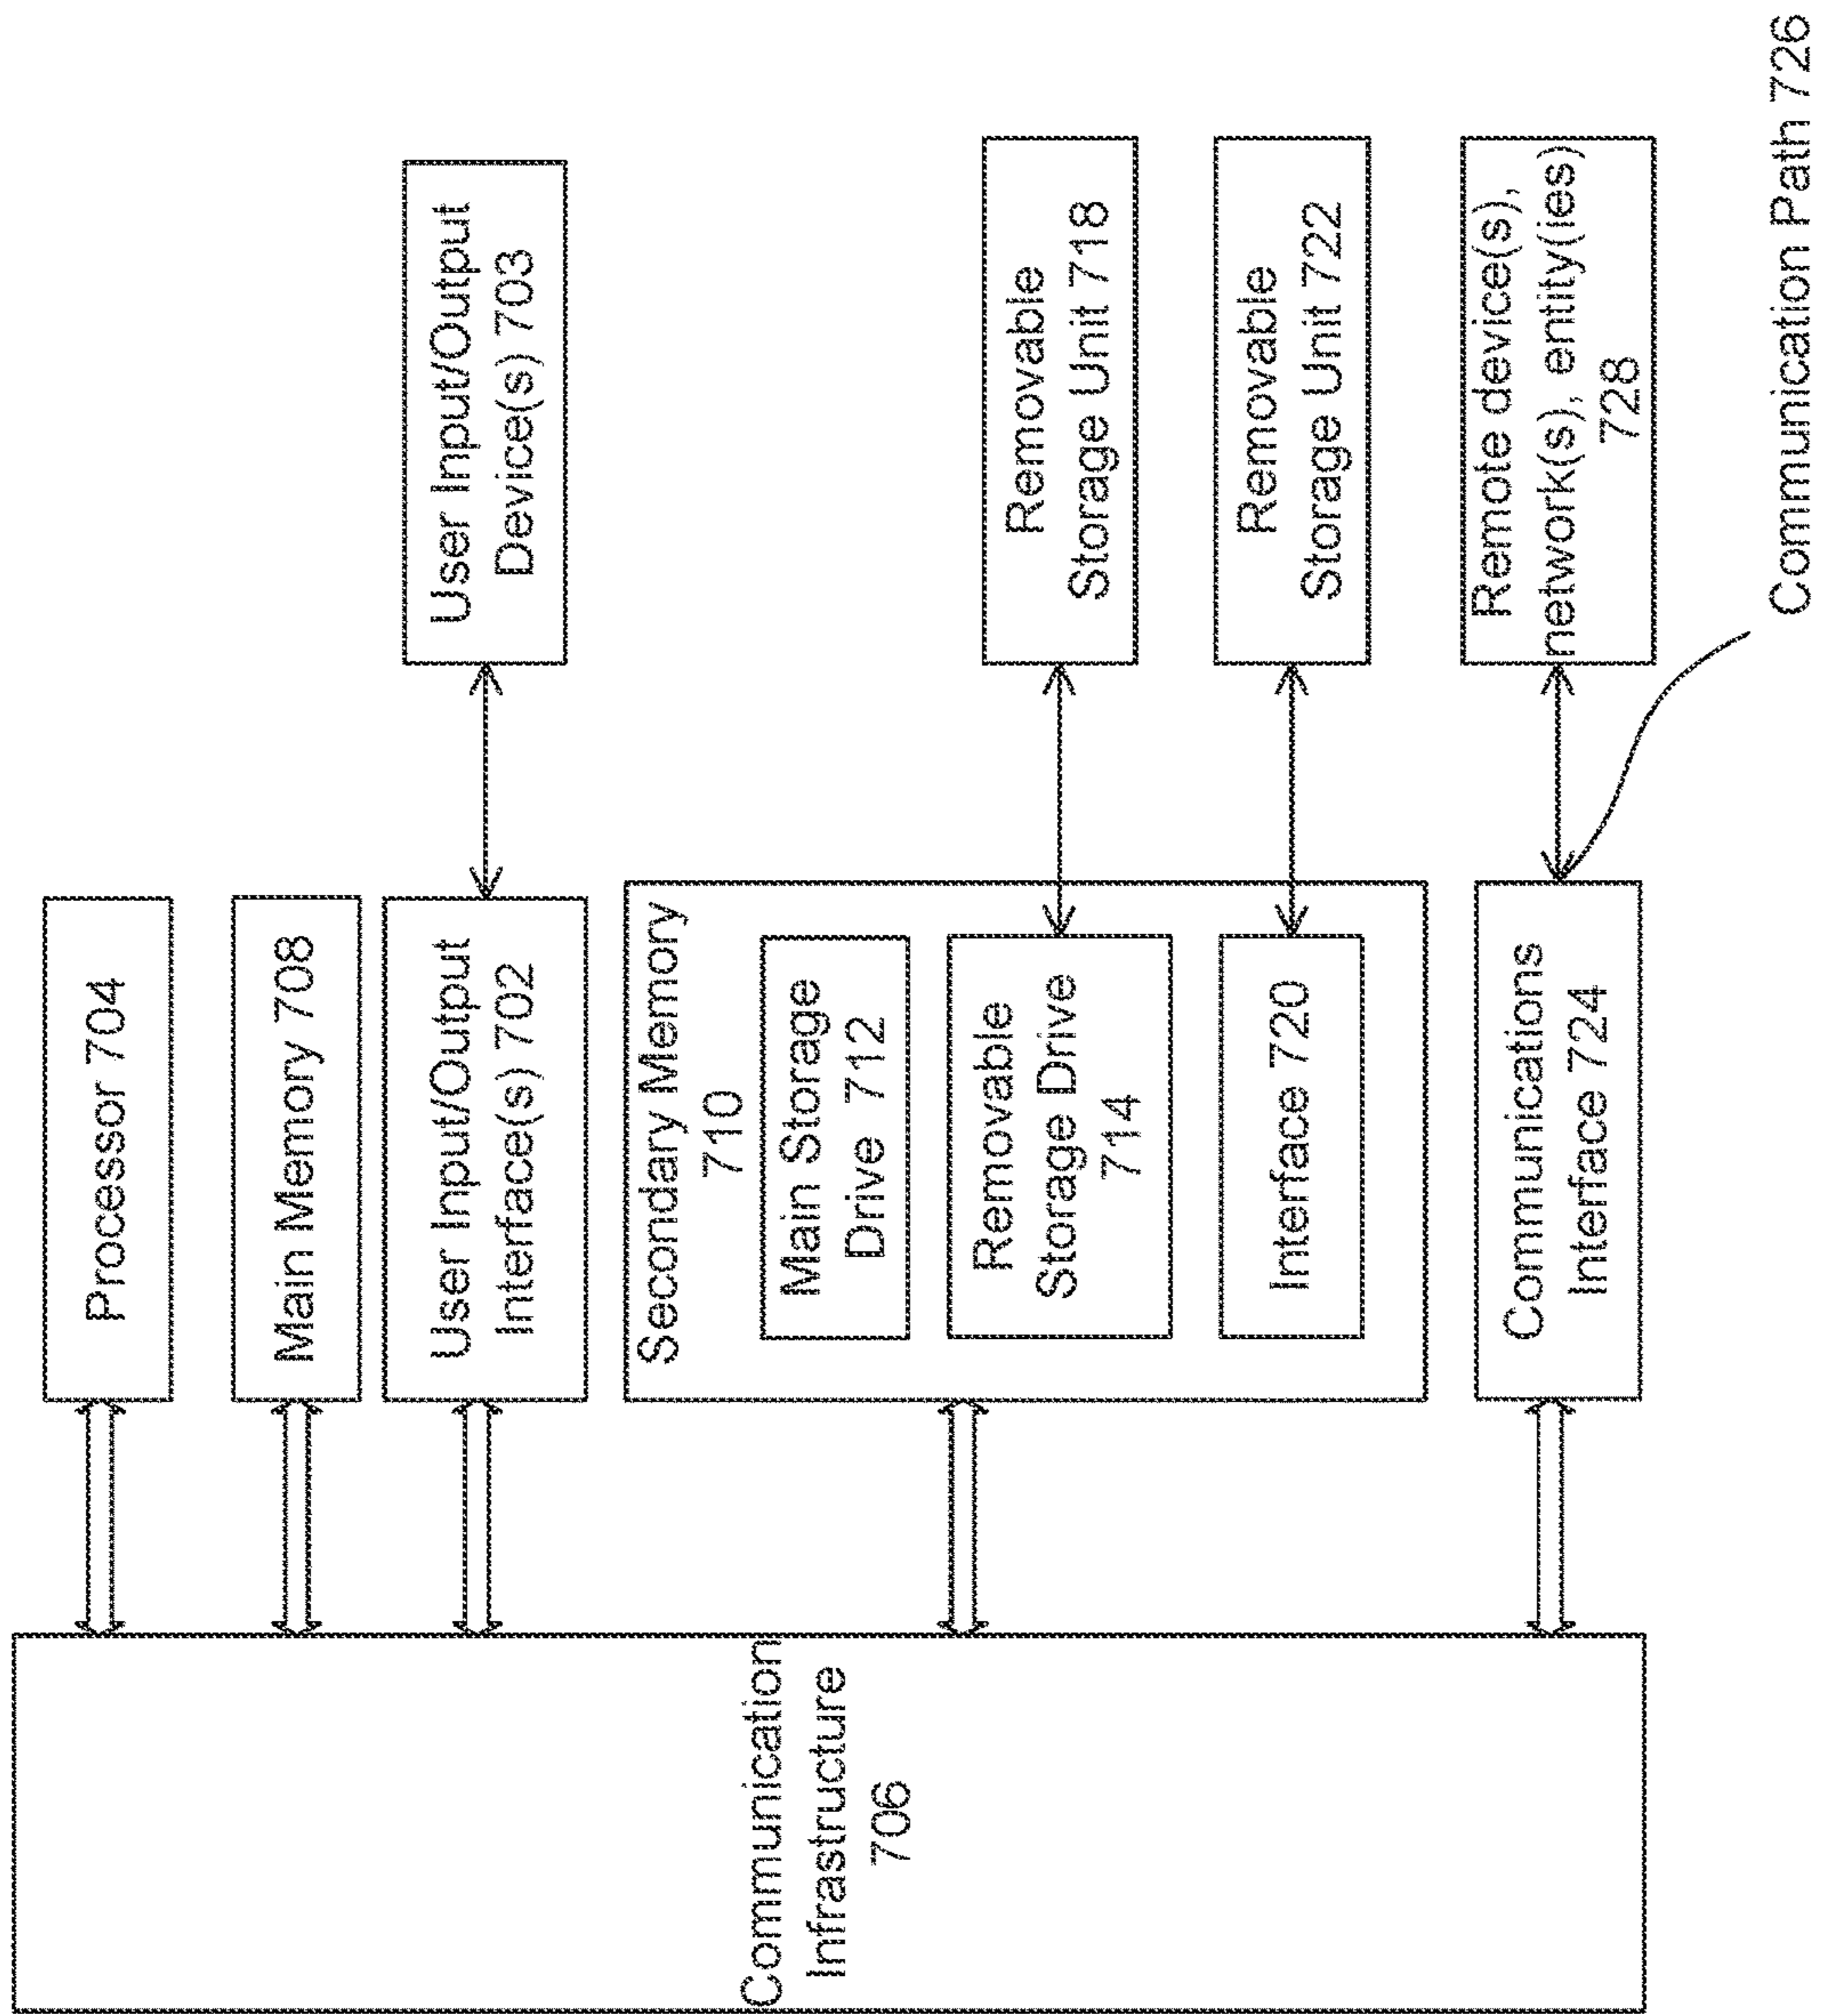 Processor 704
Main Memory 708
User Input/Output
Interface(s) 702
User Input/Output
Device(s) 703
Communication
Infrastructure
706
Secondary Memory
710
Main Storage
Drive 712
Removable
Storage Drive
714
Removable
Storage Unit 718
Interface 720
Removable
Storage Unit 722
Communications
Interface 724
Remote device(s),
network(s), entity(ies)
728
Communication Path 726